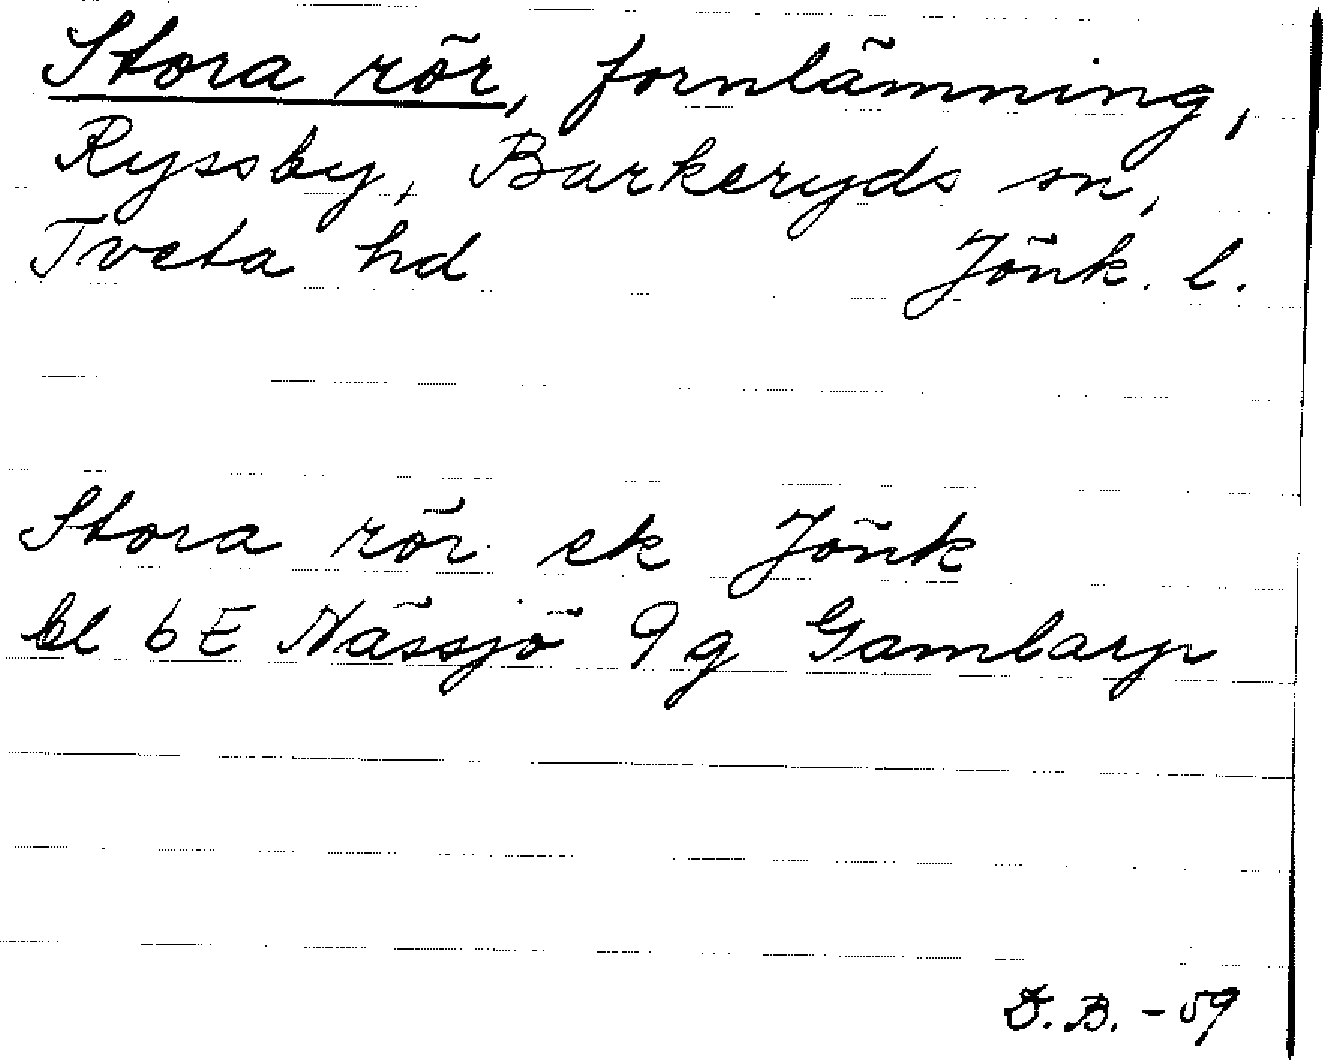 Stora rör, fornlämning,
Ryssby, Barkeryds sn,
Tveta hd Jönk. l.
Stora rör ek Jönk
bl 6E Nässjö 9g Gamlarp
B. -59